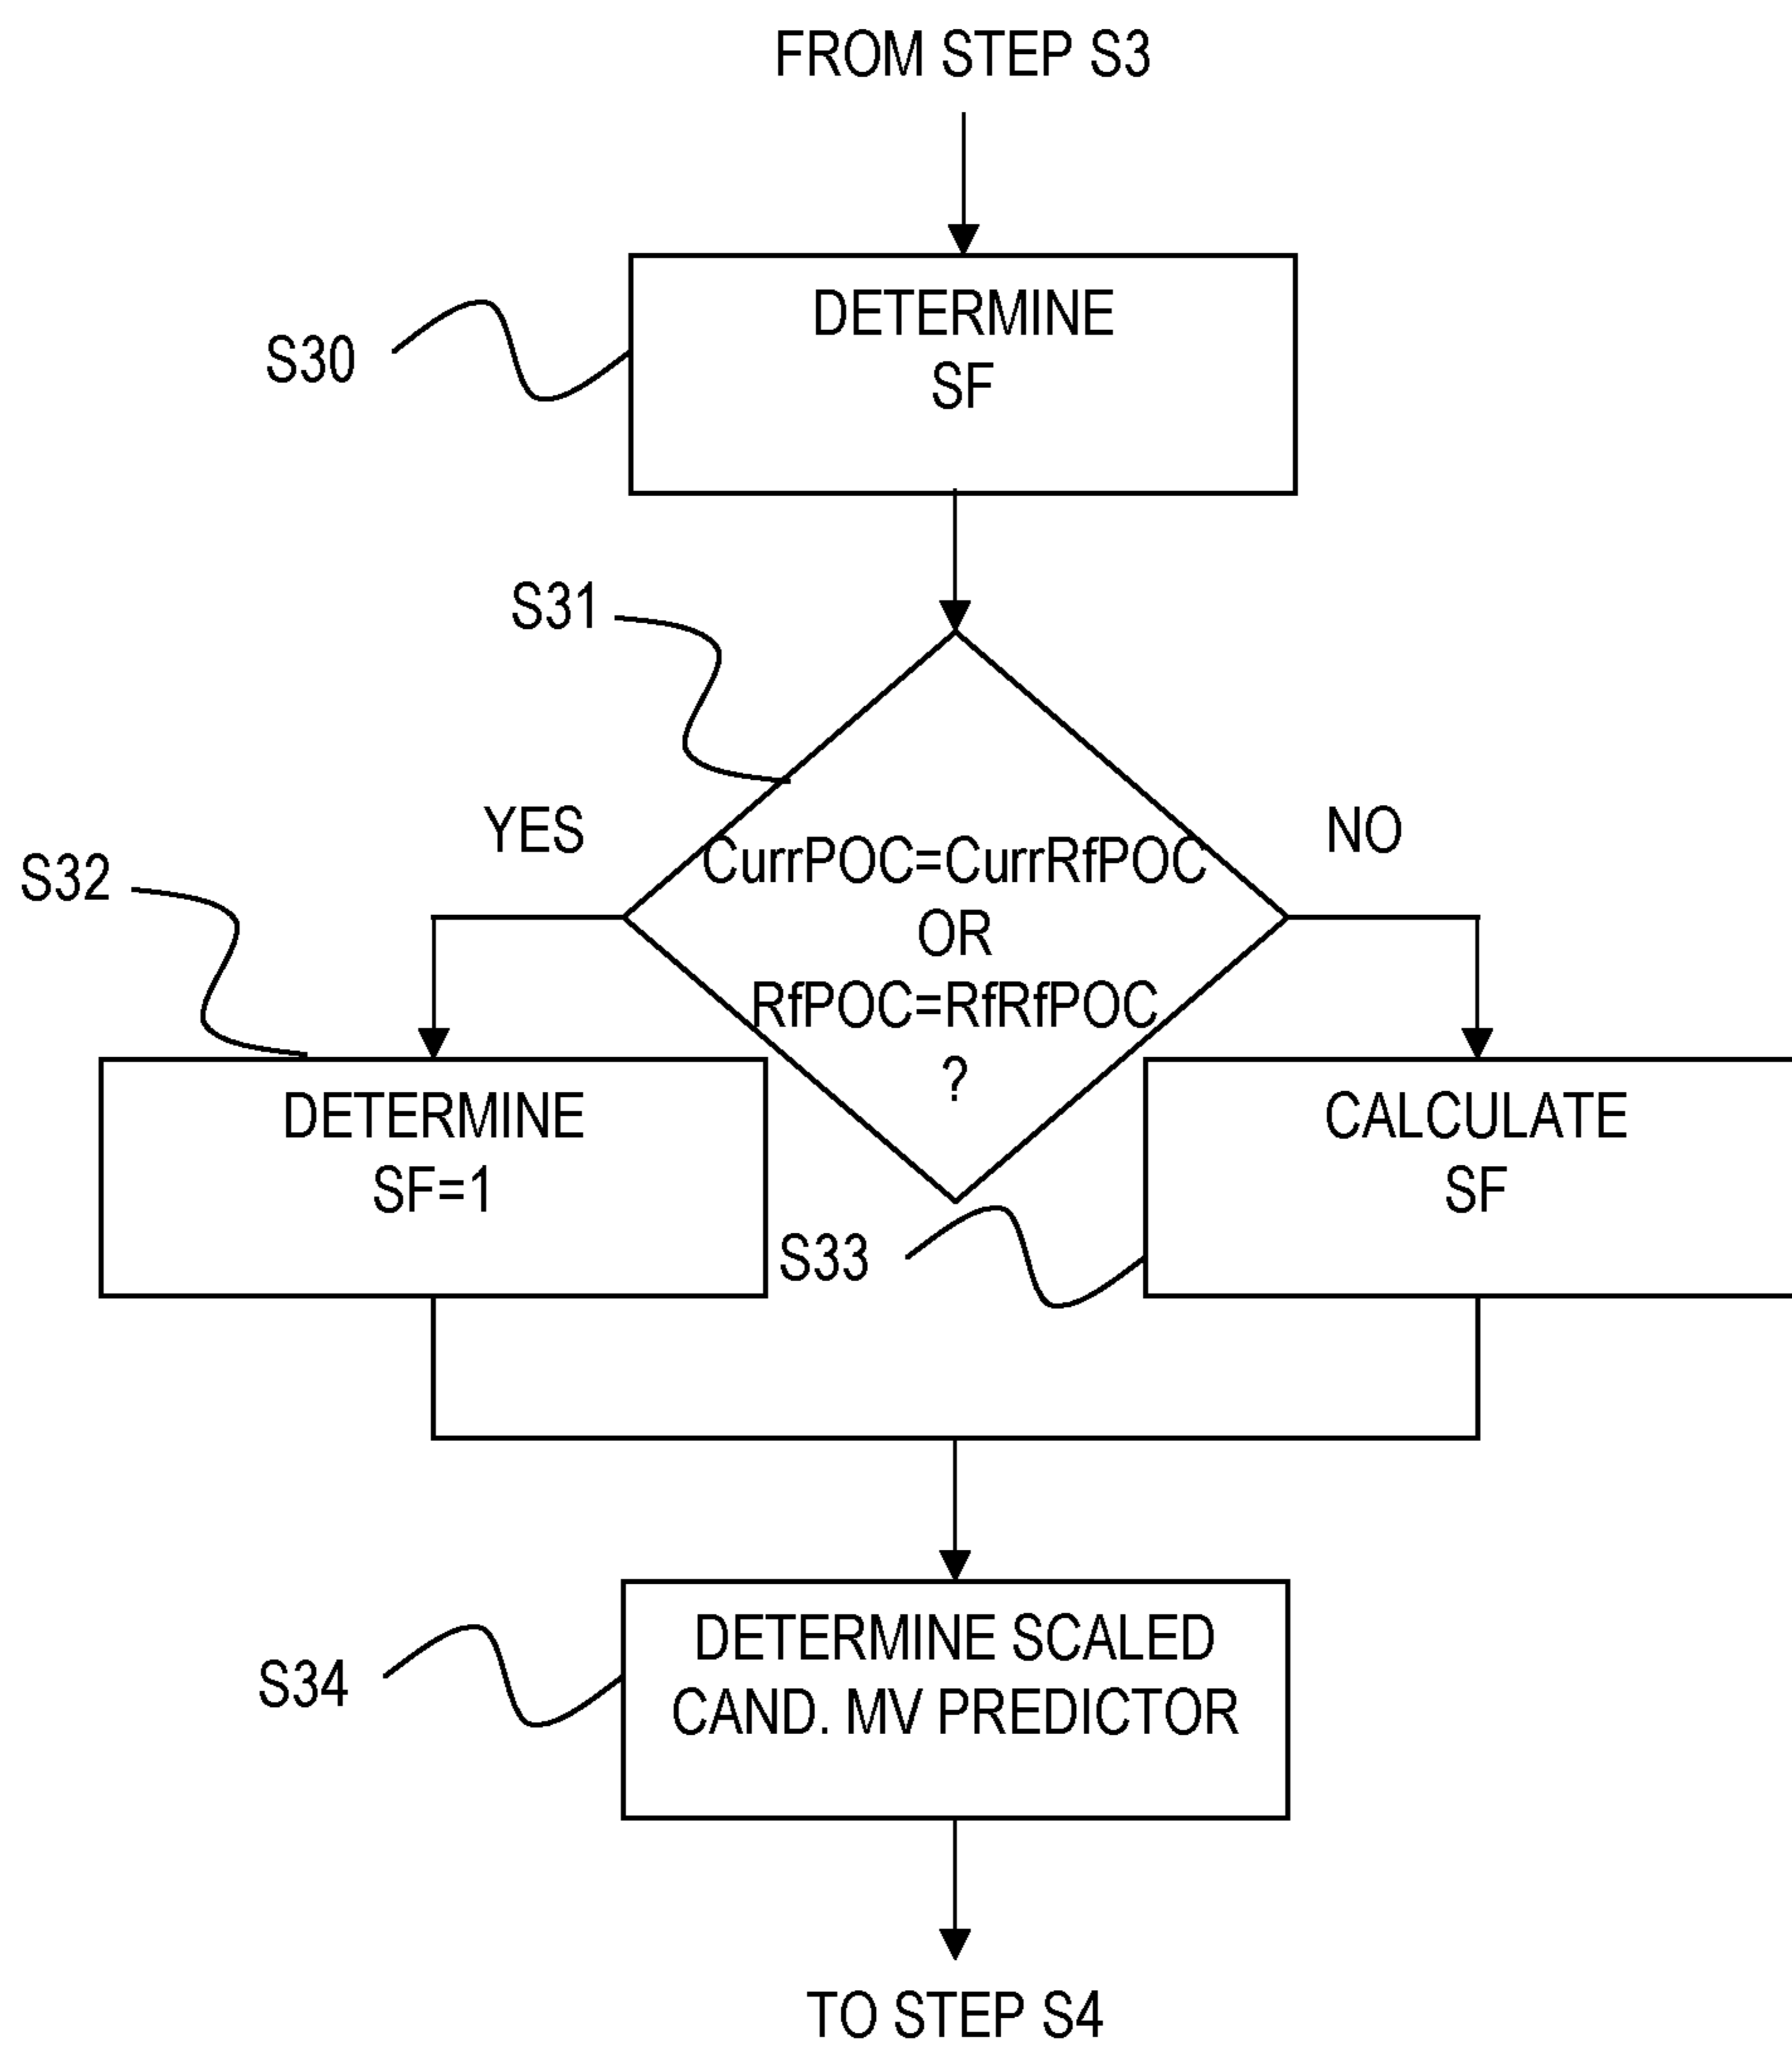 FROM STEP S3
DETERMINE
SF
S30
S31
YES
NO
CurrPOC=CurrRfPOC
OR
RfPOC=RfRfPOC
?
S32
DETERMINE
SF=1
CALCULATE
SF
S33
DETERMINE SCALED
CAND. MV PREDICTOR
S34
TO STEP S4